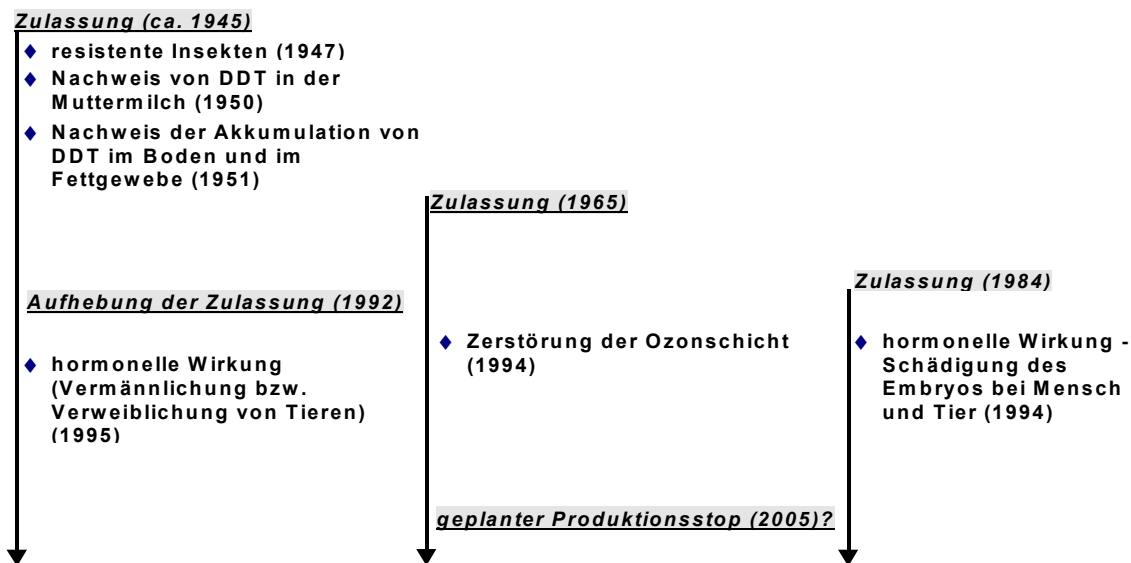 Zulassung (ca. 1945)
♦ resistente Insekten (1947)
♦ Nachweis von DDT in der
Muttermilch (1950)
♦ Nachweis der Akkumulation von
DDT im Boden und im
Fettgewebe (1951)
Aufhebung der Zulassung (1992)
♦ hormonelle Wirkung
(Vermännlichung bzw.
Verweiblichung von Tieren)
(1995)
Zulassung (1965)
♦ Zerstörung der Ozonschicht
(1994)
geplanter Produktionsstop (2005)?
Zulassung (1984)
♦ hormonelle Wirkung -
Schädigung des
Embryos bei Mensch
und Tier (1994)